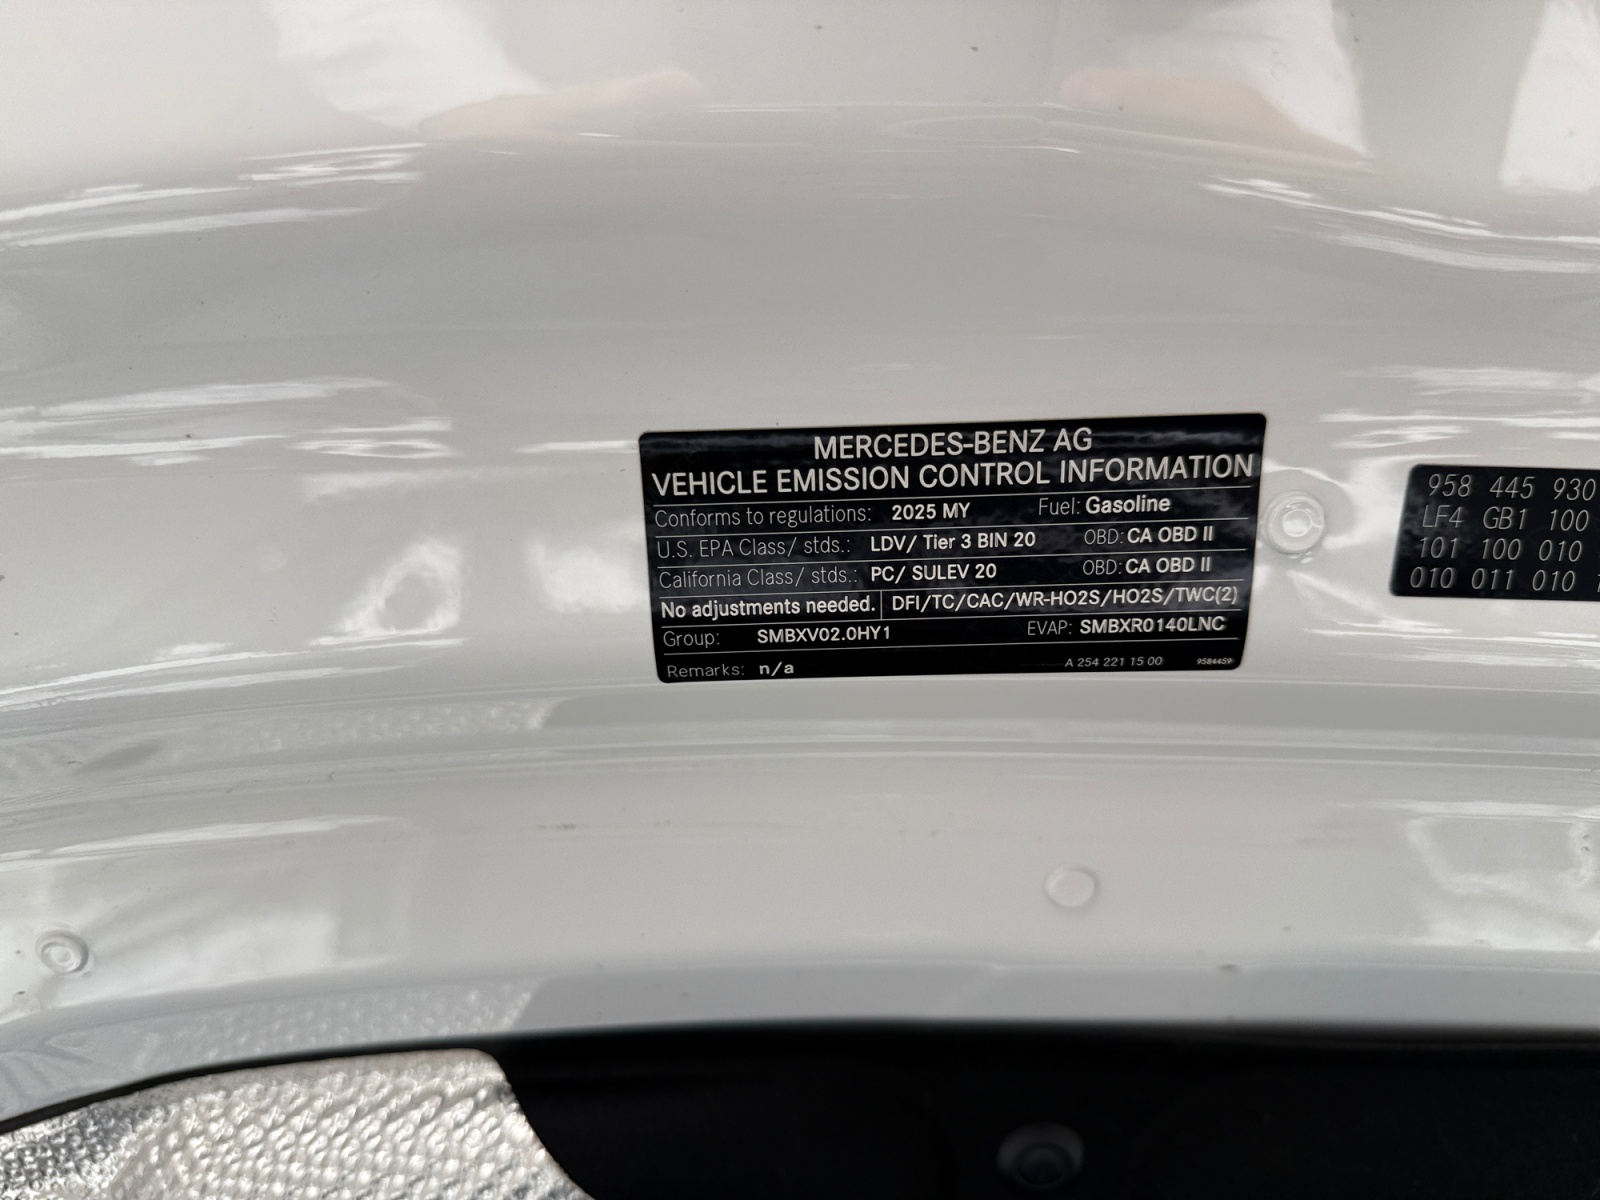 MERCEDES-BENZ AG
VEHICLE EMISSION CONTROL INFORMATION
Conforms to regulations: 2025 MY Fuel: Gasoline
U.S. EPA Class/ stds.: LDV/ Tier 3 BIN 20 OBD: CA OBD II
California Class/ stds.: PC/ SULEV 20 OBD: CA OBD II
No adjustments needed. DFI/TC/CAC/WR-HO2S/HO2S/TWC(2)
Group: SMBXV02.0HY1 EVAP: SMBXR0140LNC
Remarks: n/a A 254 221 15 00 9584459
958 445 930
LF4 GB1 100
101 100 010
010 011 010